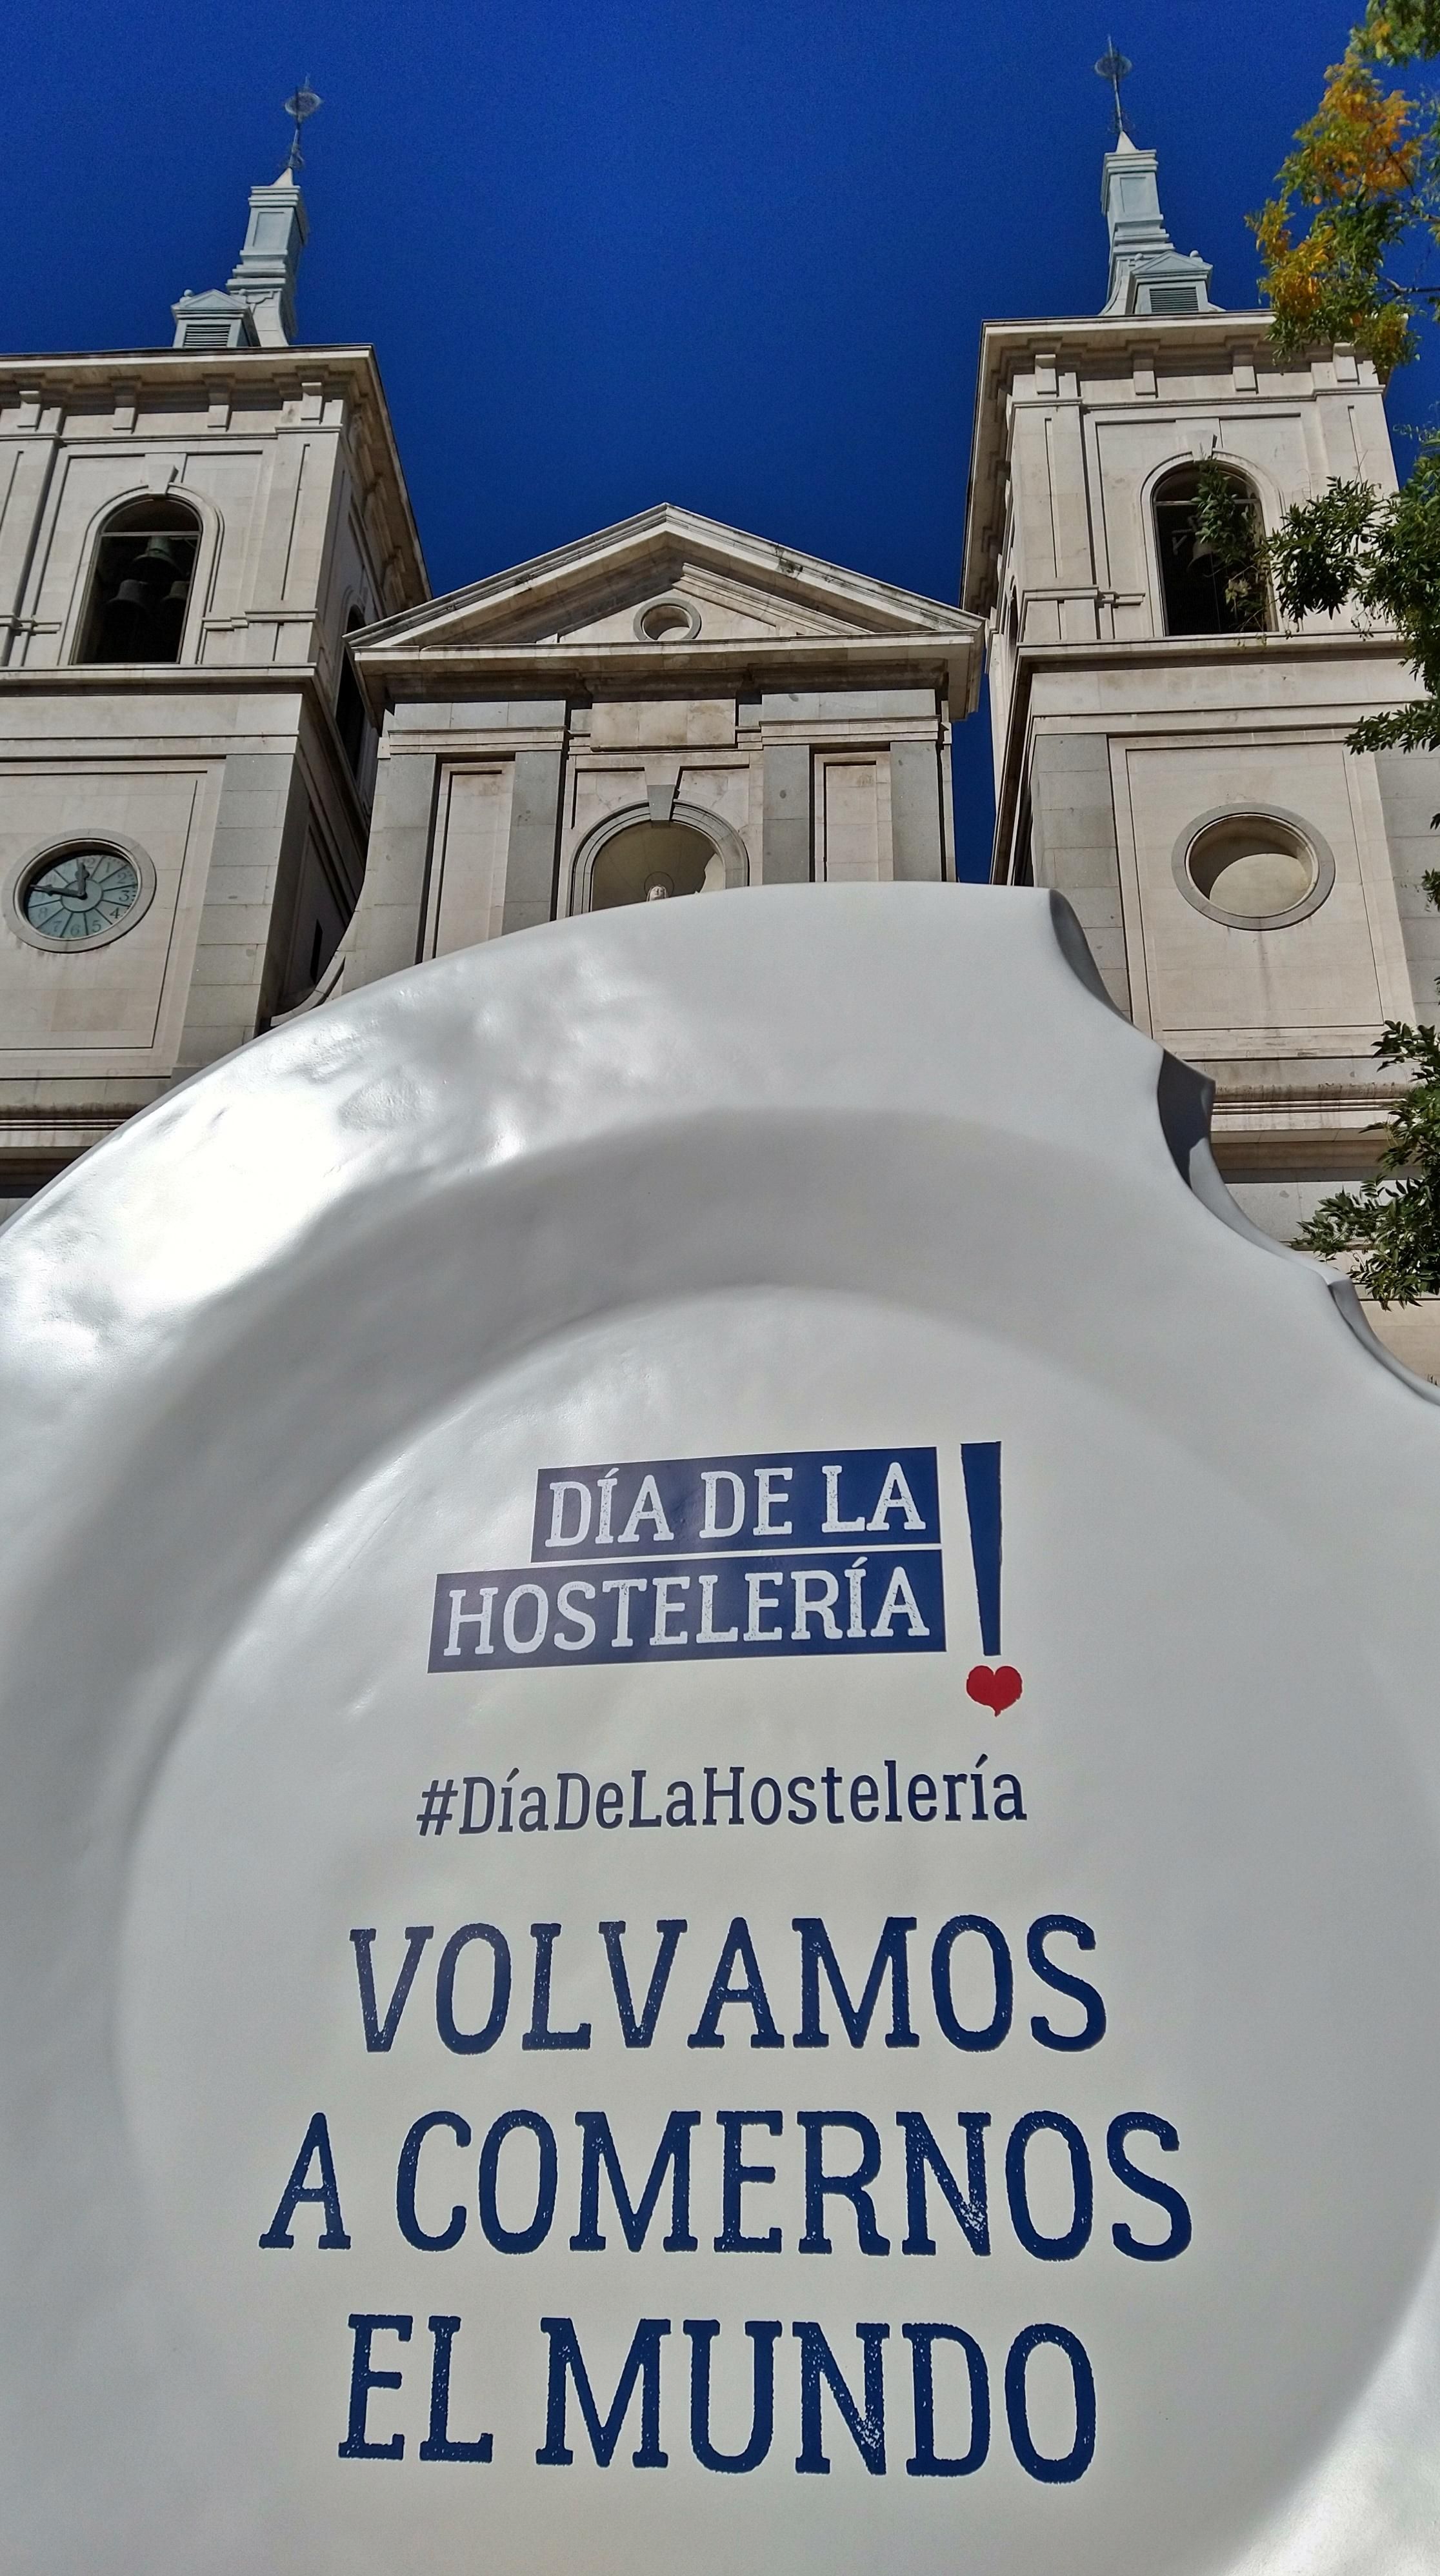 DÍA DE LA
HOSTELERÍA!
#DíaDeLaHostelería
VOLVAMOS
A COMERNOS
EL MUNDO